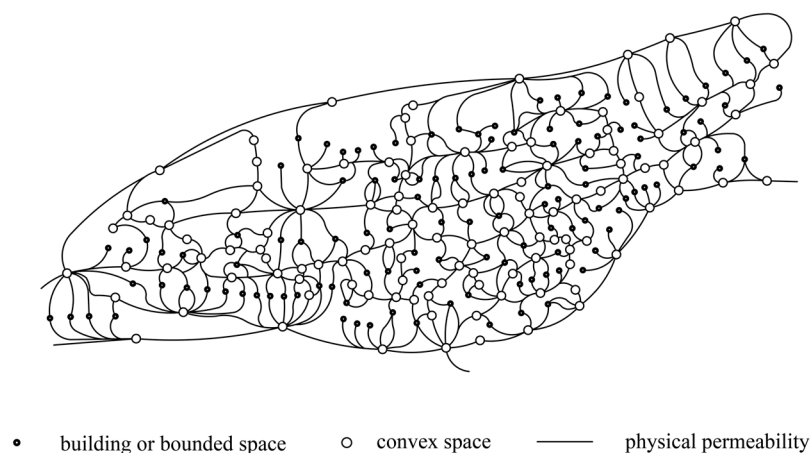 building or bounded space convex space physical permeability